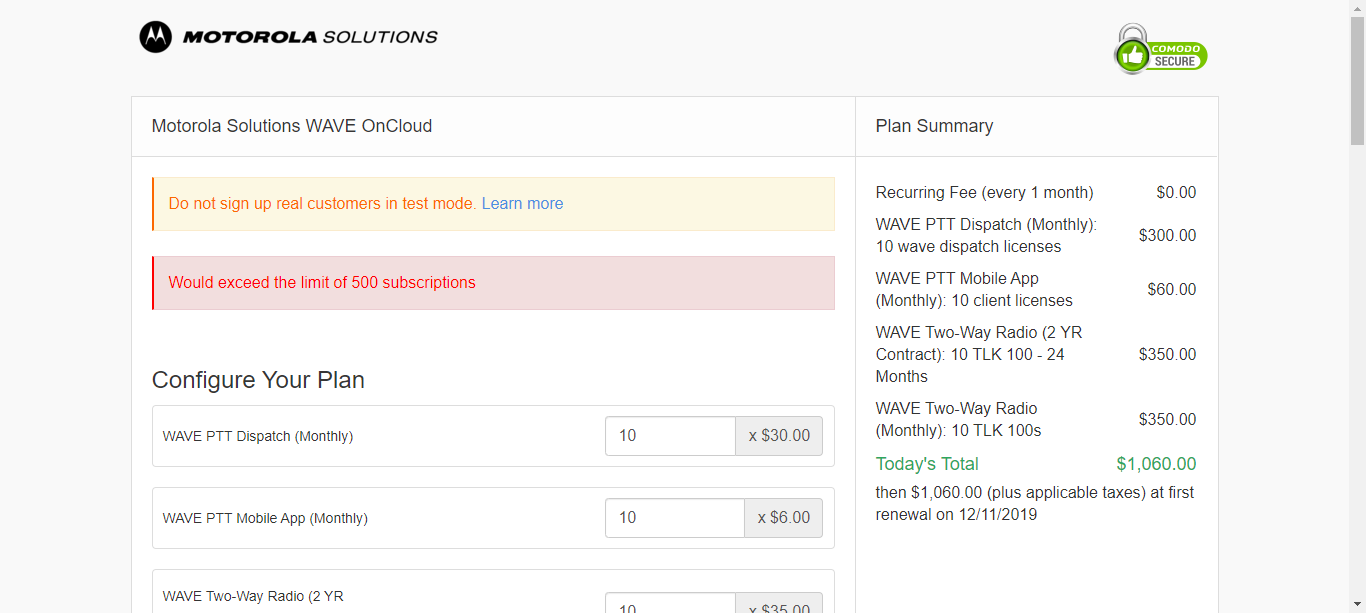 MOTOROLA SOLUTIONS
COMODO
SECURE
Motorola Solutions WAVE OnCloud
Do not sign up real customers in test mode. Learn more
Would exceed the limit of 500 subscriptions
Configure Your Plan
WAVE PTT Dispatch (Monthly)
10
x $30.00
WAVE PTT Mobile App (Monthly)
10
x $6.00
WAVE Two-Way Radio (2 YR
10
x $35.00
Plan Summary
Recurring Fee (every 1 month)
$0.00
WAVE PTT Dispatch (Monthly):
10 wave dispatch licenses
$300.00
WAVE PTT Mobile App
(Monthly): 10 client licenses
$60.00
WAVE Two-Way Radio (2 YR
Contract): 10 TLK 100 - 24
Months
$350.00
WAVE Two-Way Radio
(Monthly): 10 TLK 100s
$350.00
Today's Total
$1,060.00
then $1,060.00 (plus applicable taxes) at first
renewal on 12/11/2019